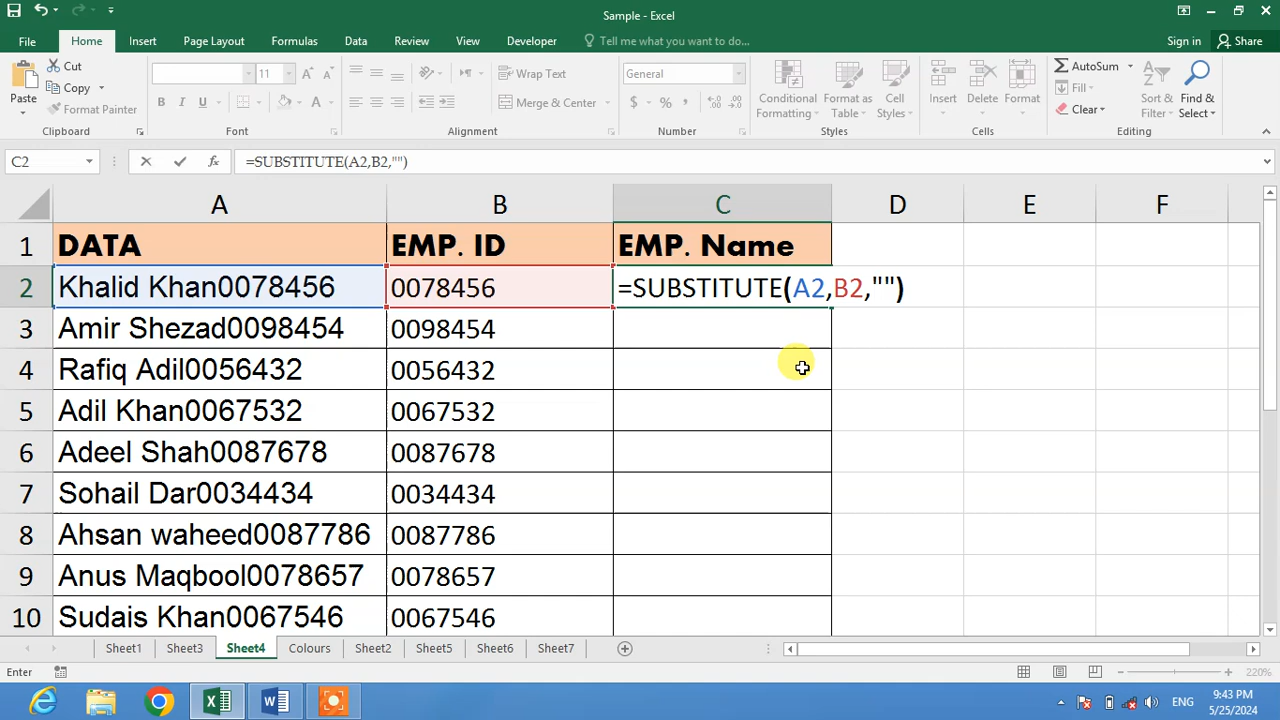 Sample - Excel
File Home Insert Page Layout Formulas Data Review View Developer Tell me what you want to do... Sign in Share
Paste Cut Copy Format Painter Clipboard
11 B I U A A A Font
Wrap Text Merge & Center Alignment
General $ % , Number
Conditional Formatting Format as Table Cell Styles Styles
Insert Delete Format Cells
AutoSum Fill Clear Sort & Filter Find & Select Editing
C2 fx =SUBSTITUTE(A2,B2,"")
A B C D E F
1 DATA EMP. ID EMP. Name
2 Khalid Khan0078456 0078456 =SUBSTITUTE(A2,B2,"")
3 Amir Shezad0098454 0098454
4 Rafiq Adil0056432 0056432
5 Adil Khan0067532 0067532
6 Adeel Shah0087678 0087678
7 Sohail Dar0034434 0034434
8 Ahsan waheed0087786 0087786
9 Anus Maqbool0078657 0078657
10 Sudais Khan0067546 0067546
Sheet1 Sheet3 Sheet4 Colours Sheet2 Sheet5 Sheet6 Sheet7
Enter 220%
ENG 9:43 PM
5/25/2024